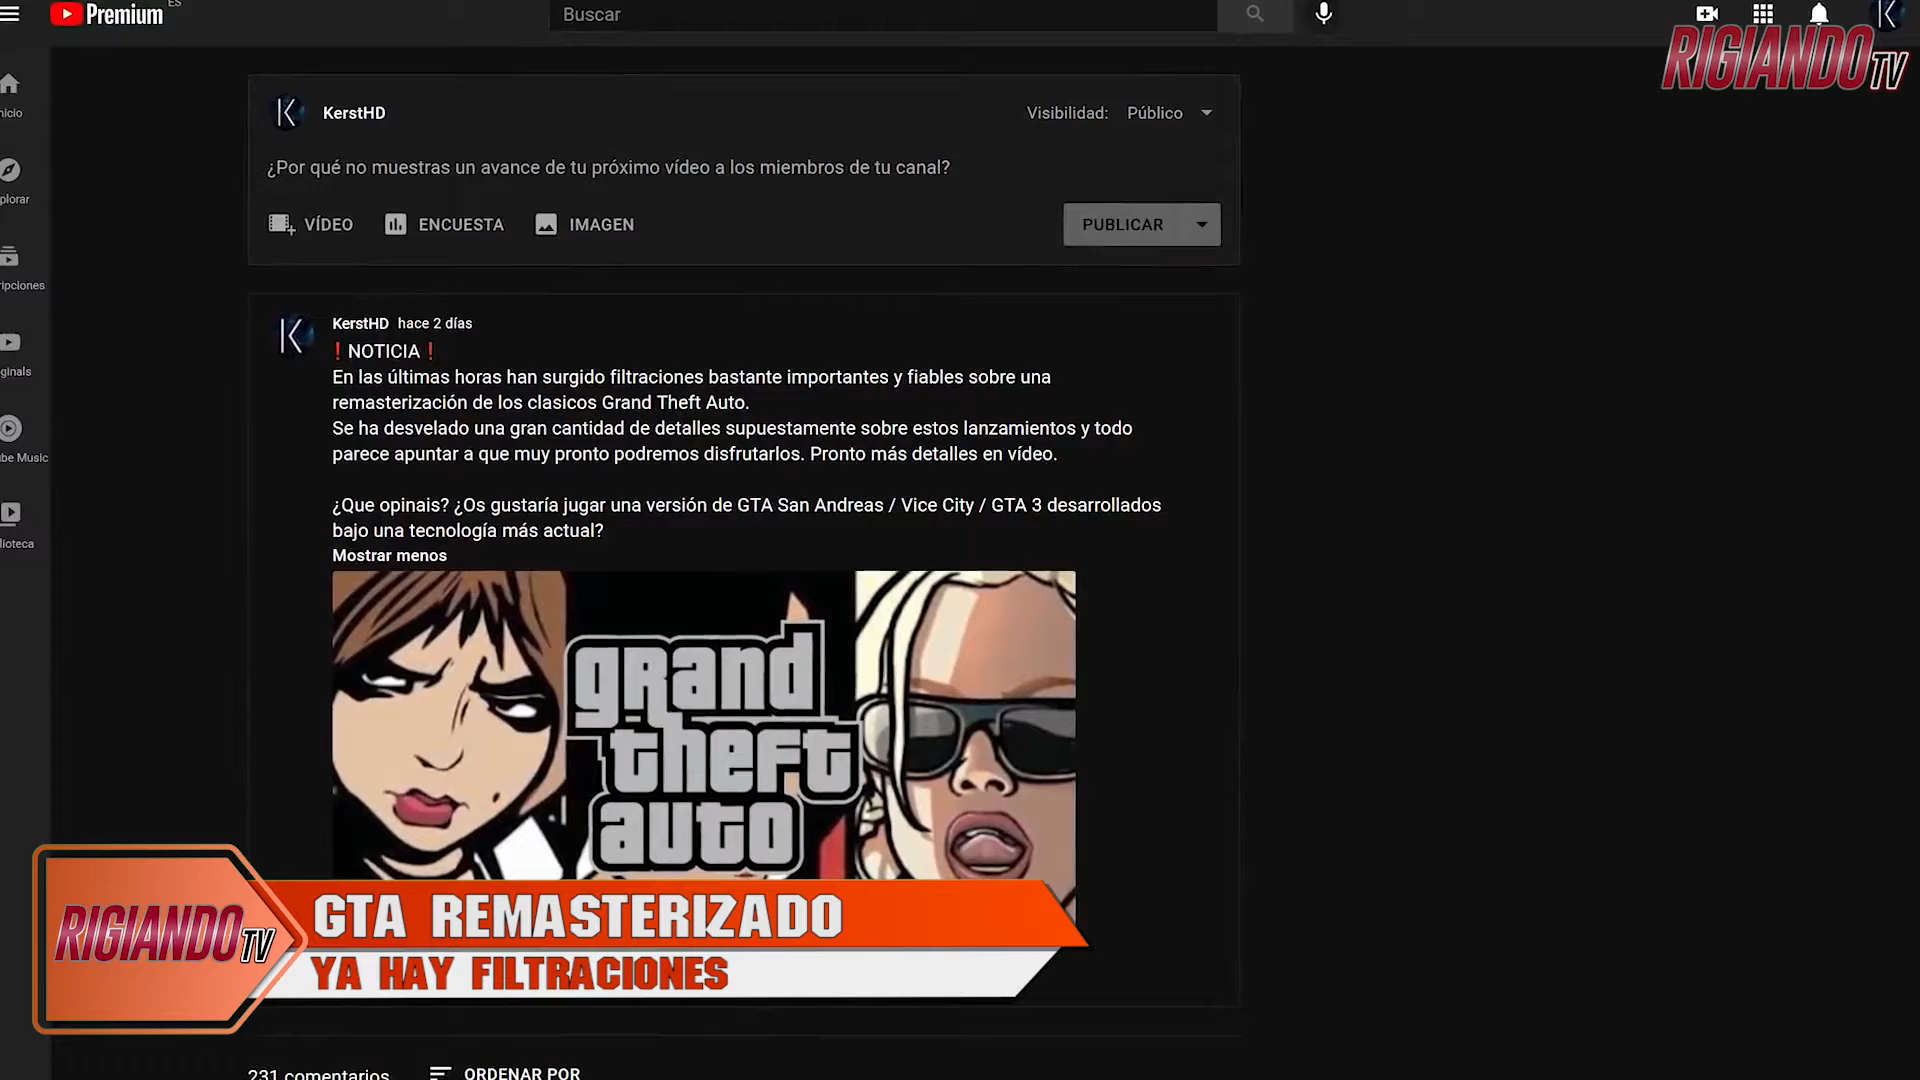 Premium
ES
Buscar
RIGIANDO TV
KerstHD
Visibilidad: Público
¿Por qué no muestras un avance de tu próximo vídeo a los miembros de tu canal?
VÍDEO
ENCUESTA
IMAGEN
PUBLICAR
nicio
plorar
ripciones
ginals
be Music
lioteca
KerstHD hace 2 días
❗NOTICIA❗
En las últimas horas han surgido filtraciones bastante importantes y fiables sobre una
remasterización de los clasicos Grand Theft Auto.
Se ha desvelado una gran cantidad de detalles supuestamente sobre estos lanzamientos y todo
parece apuntar a que muy pronto podremos disfrutarlos. Pronto más detalles en vídeo.
¿Que opinais? ¿Os gustaría jugar una versión de GTA San Andreas / Vice City / GTA 3 desarrollados
bajo una tecnología más actual?
Mostrar menos
grand
theft
auto
RIGIANDO TV
GTA REMASTERIZADO
YA HAY FILTRACIONES
231 comentarios
ORDENAR POR